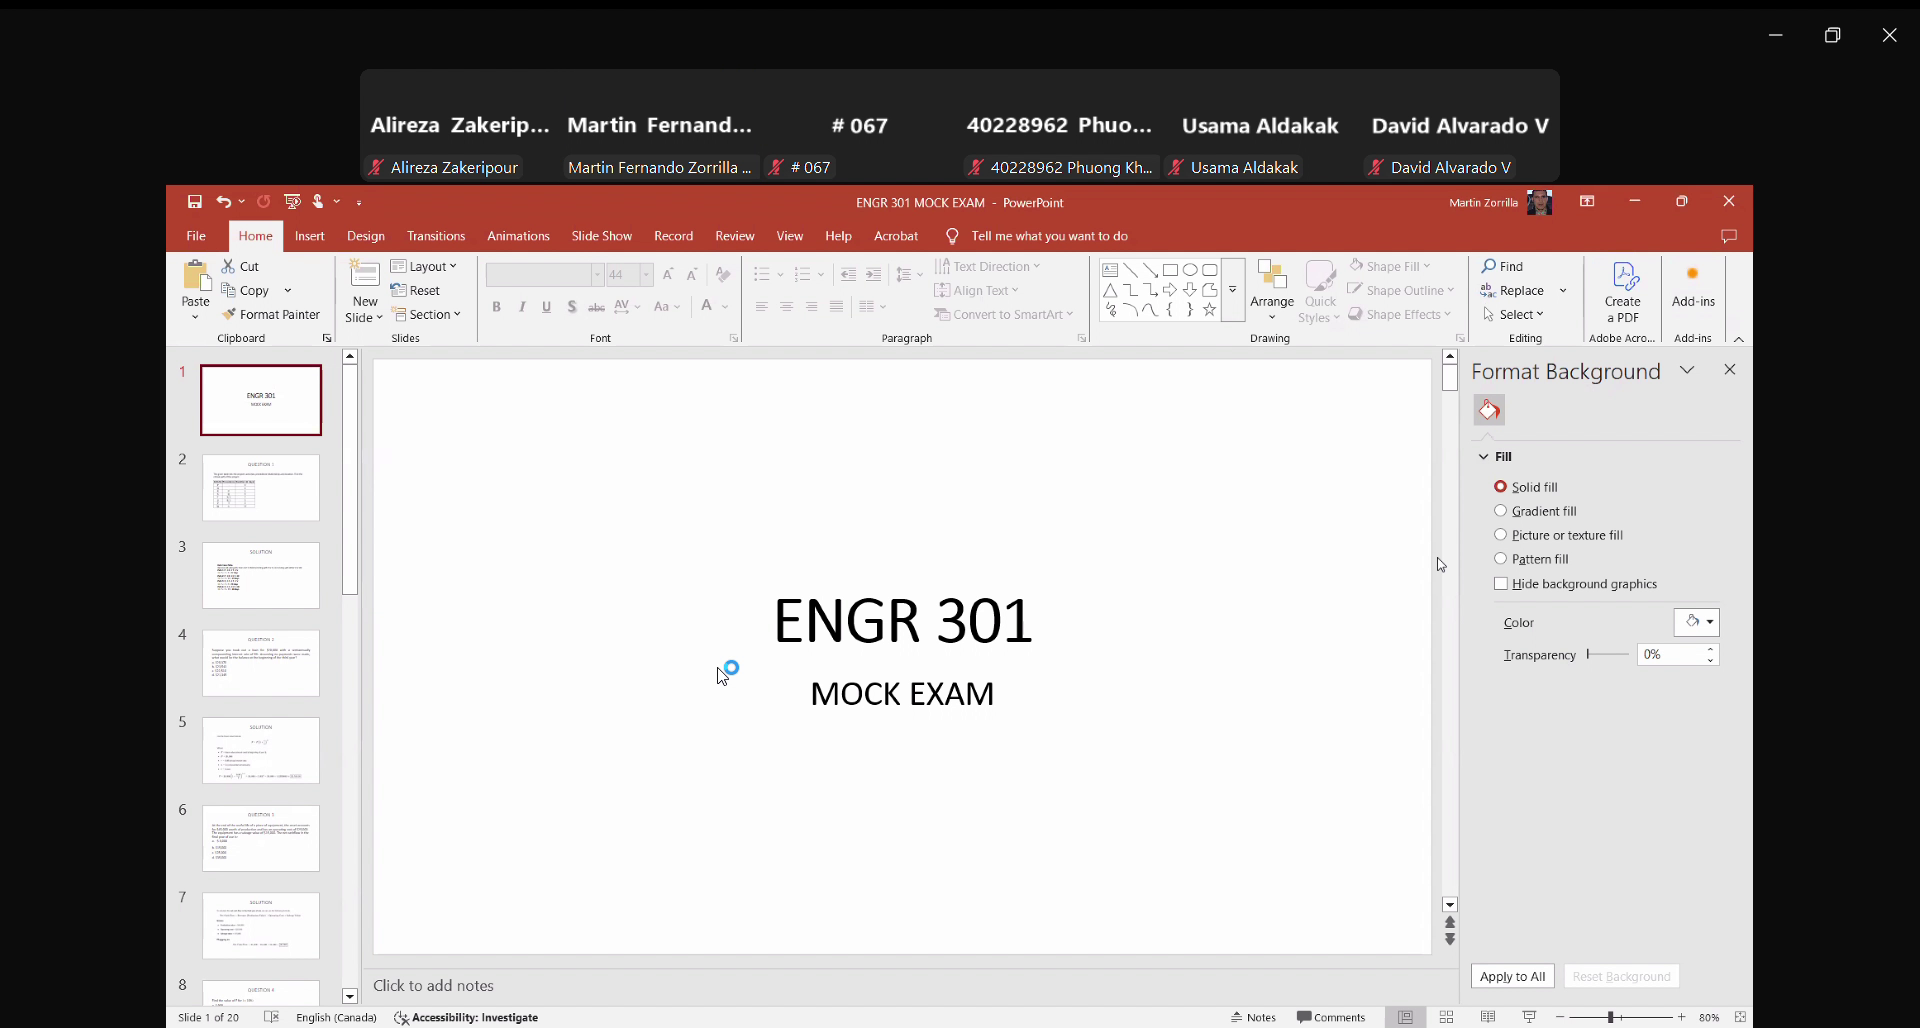 Alireza Zakerip...
Martin Fernand...
# 067
40228962 Phuo...
Usama Aldakak
David Alvarado V
Alireza Zakeripour
Martin Fernando Zorrilla ...
# 067
40228962 Phuong Kh...
Usama Aldakak
David Alvarado V
ENGR 301 MOCK EXAM - PowerPoint
Martin Zorrilla
File Home Insert Design Transitions Animations Slide Show Record Review View Help Acrobat Tell me what you want to do
Paste
Cut
Copy
Format Painter
Clipboard
New Slide
Layout
Reset
Section
Slides
44
B I U S abc AV Aa A
Font
Text Direction
Align Text
Convert to SmartArt
Paragraph
Arrange
Quick Styles
Shape Fill
Shape Outline
Shape Effects
Drawing
Find
Replace
Select
Editing
Create a PDF
Adobe Acro...
Add-ins
Add-ins
1
ENGR 301
MOCK EXAM
2
QUESTION 1
3
SOLUTION
4
QUESTION 2
5
SOLUTION
6
QUESTION 3
7
SOLUTION
8
QUESTION 4
ENGR 301
MOCK EXAM
Click to add notes
Format Background
Fill
Solid fill
Gradient fill
Picture or texture fill
Pattern fill
Hide background graphics
Color
Transparency 0%
Apply to All
Reset Background
Slide 1 of 20
English (Canada)
Accessibility: Investigate
Notes
Comments
80%